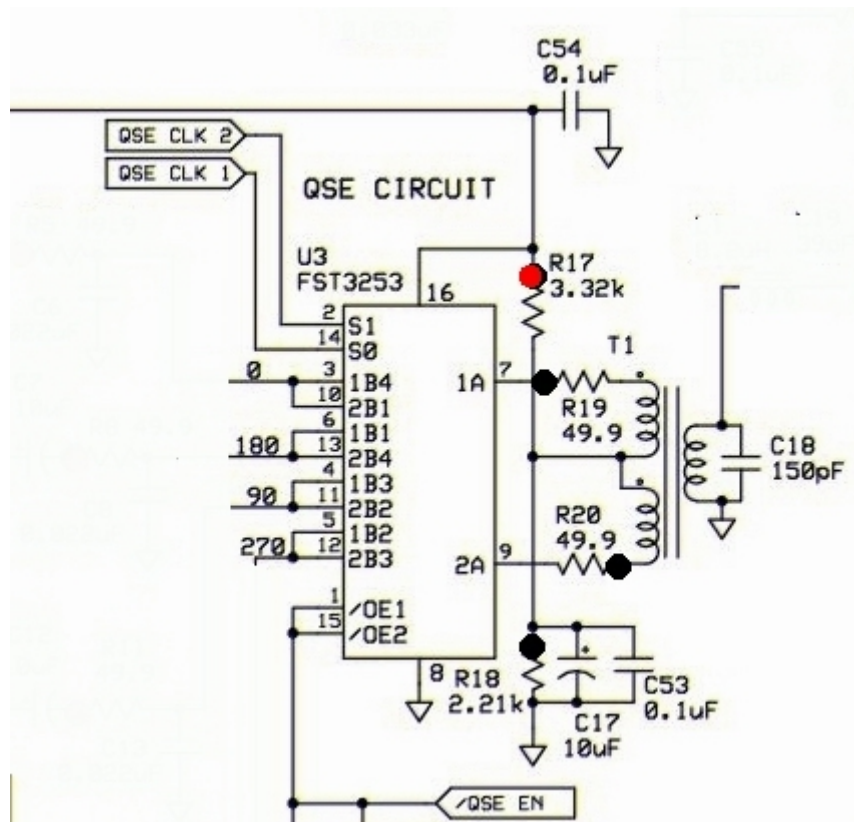 C54
0.1uF
QSE CLK 2
QSE CLK 1
QSE CIRCUIT
U3
FST3253
16
R17
3.32k
2
S1
14
S0
T1
0
3
1B4
1A
7
10
2B1
R19
49.9
6
1B1
180
13
2B4
C18
150pF
4
1B3
90
11
2B2
R20
49.9
5
1B2
270
12
2B3
2A
9
1
/OE1
15
/OE2
8
R18
2.21k
C53
0.1uF
C17
10uF
/QSE EN